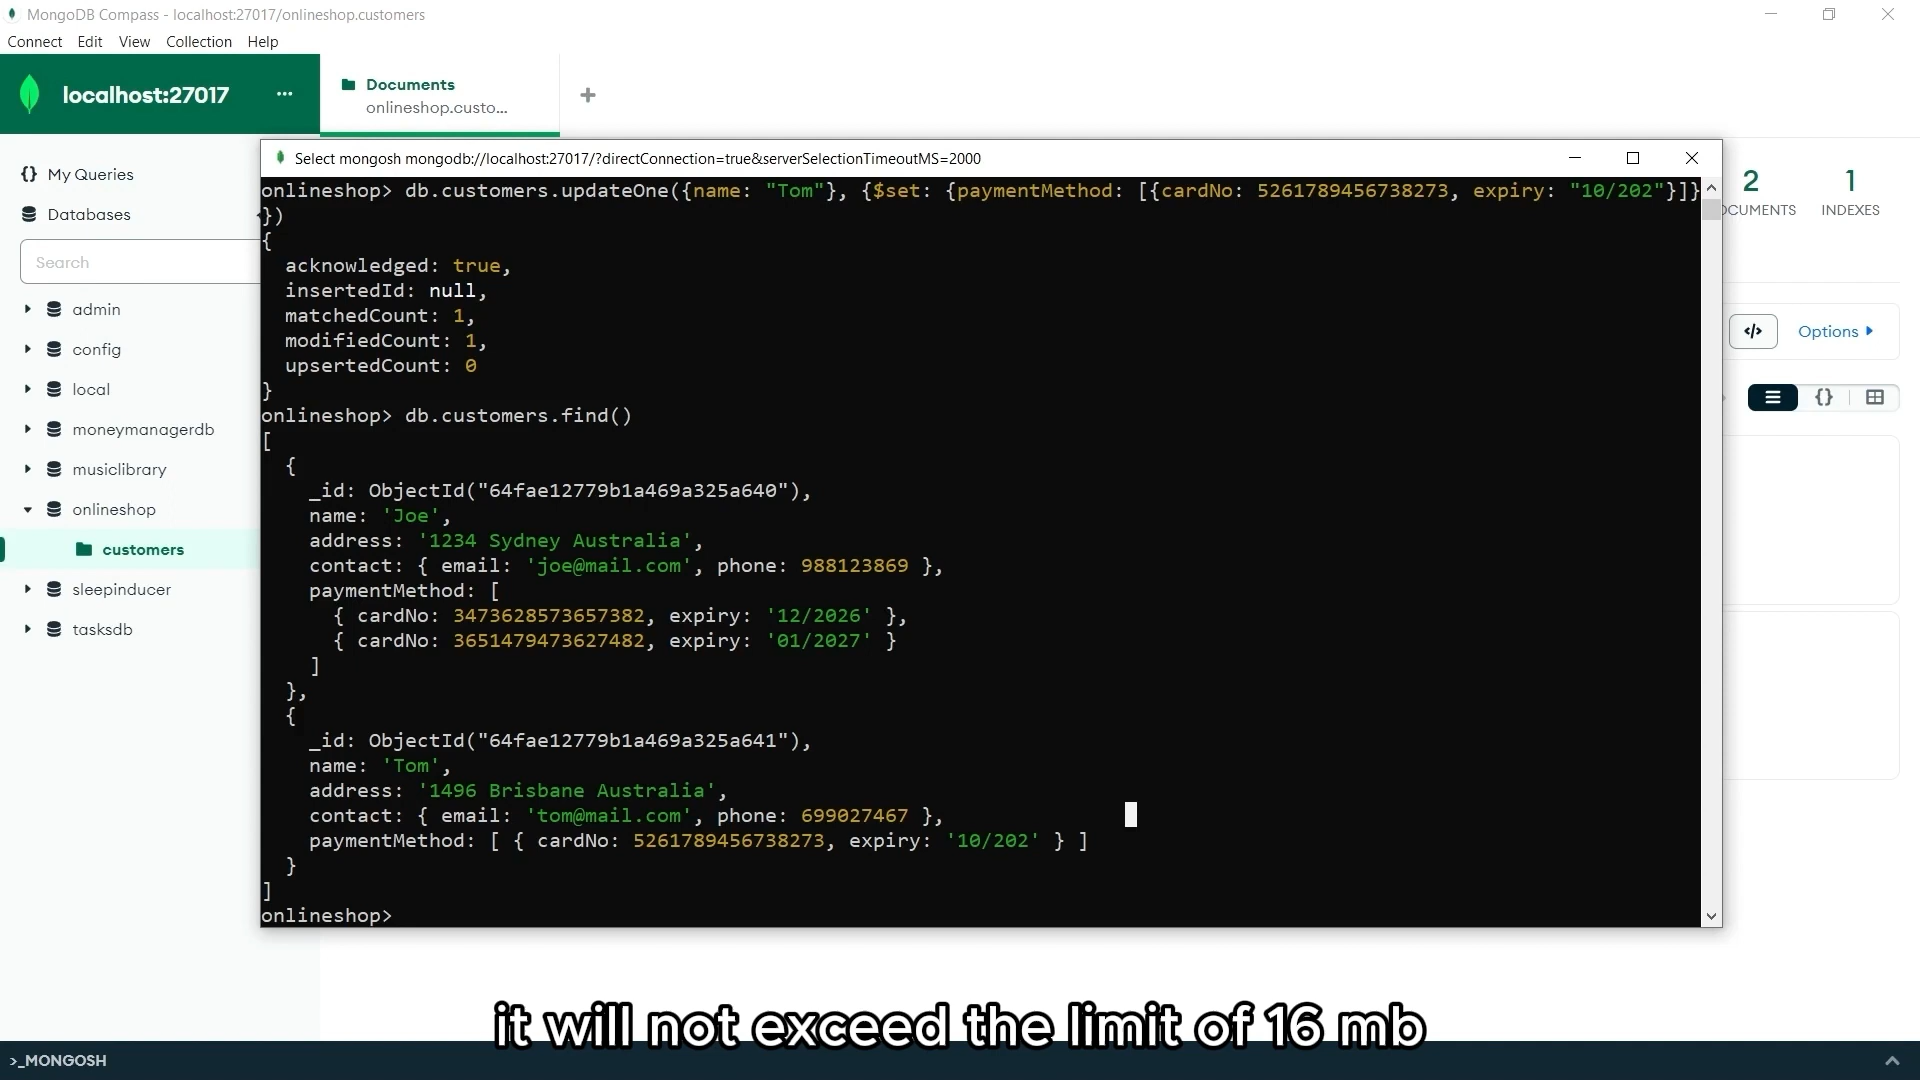 MongoDB Compass - localhost:27017/onlineshop.customers
Connect Edit View Collection Help
localhost:27017 ...
Documents
onlineshop.custo...
+
My Queries
Databases
Search
admin
config
local
moneymanagerdb
musiclibrary
onlineshop
customers
sleepinducer
tasksdb
Select mongosh mongodb://localhost:27017/?directConnection=true&serverSelectionTimeoutMS=2000
onlineshop> db.customers.updateOne({name: "Tom"}, {$set: {paymentMethod: [{cardNo: 5261789456738273, expiry: "10/202"}]}
})
{
  acknowledged: true,
  insertedId: null,
  matchedCount: 1,
  modifiedCount: 1,
  upsertedCount: 0
}
onlineshop> db.customers.find()
[
  {
    _id: ObjectId("64fae12779b1a469a325a640"),
    name: 'Joe',
    address: '1234 Sydney Australia',
    contact: { email: 'joe@mail.com', phone: 988123869 },
    paymentMethod: [
      { cardNo: 3473628573657382, expiry: '12/2026' },
      { cardNo: 3651479473627482, expiry: '01/2027' }
    ]
  },
  {
    _id: ObjectId("64fae12779b1a469a325a641"),
    name: 'Tom',
    address: '1496 Brisbane Australia',
    contact: { email: 'tom@mail.com', phone: 699027467 },
    paymentMethod: [ { cardNo: 5261789456738273, expiry: '10/202' } ]
  }
]
onlineshop>
2 1
CUMENTS INDEXES
</> Options
{}
it will not exceed the limit of 16 mb
>_MONGOSH